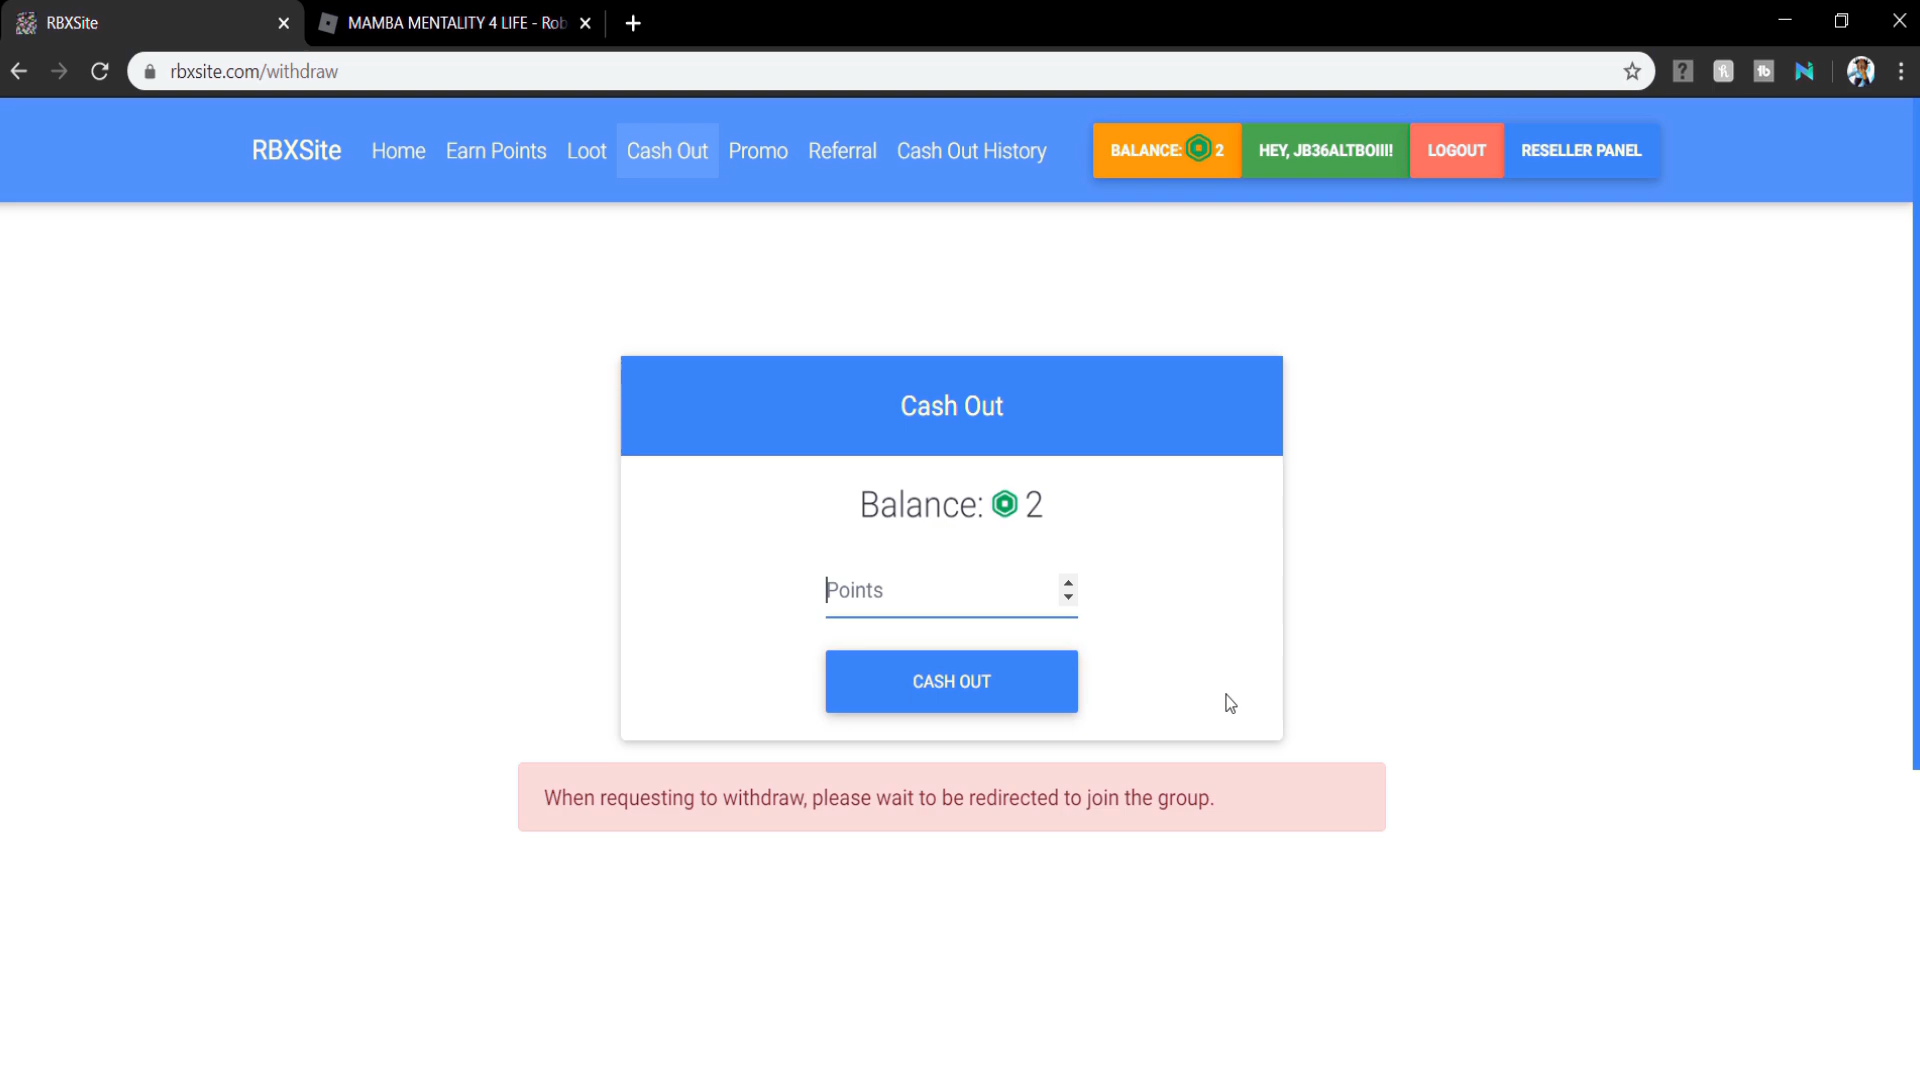 RBXSite
MAMBA MENTALITY 4 LIFE - Rob
rbxsite.com/withdraw
RBXSite Home Earn Points Loot Cash Out Promo Referral Cash Out History BALANCE: 2 HEY, JB36ALTBOIII! LOGOUT RESELLER PANEL
Cash Out
Balance: 2
Points
CASH OUT
When requesting to withdraw, please wait to be redirected to join the group.